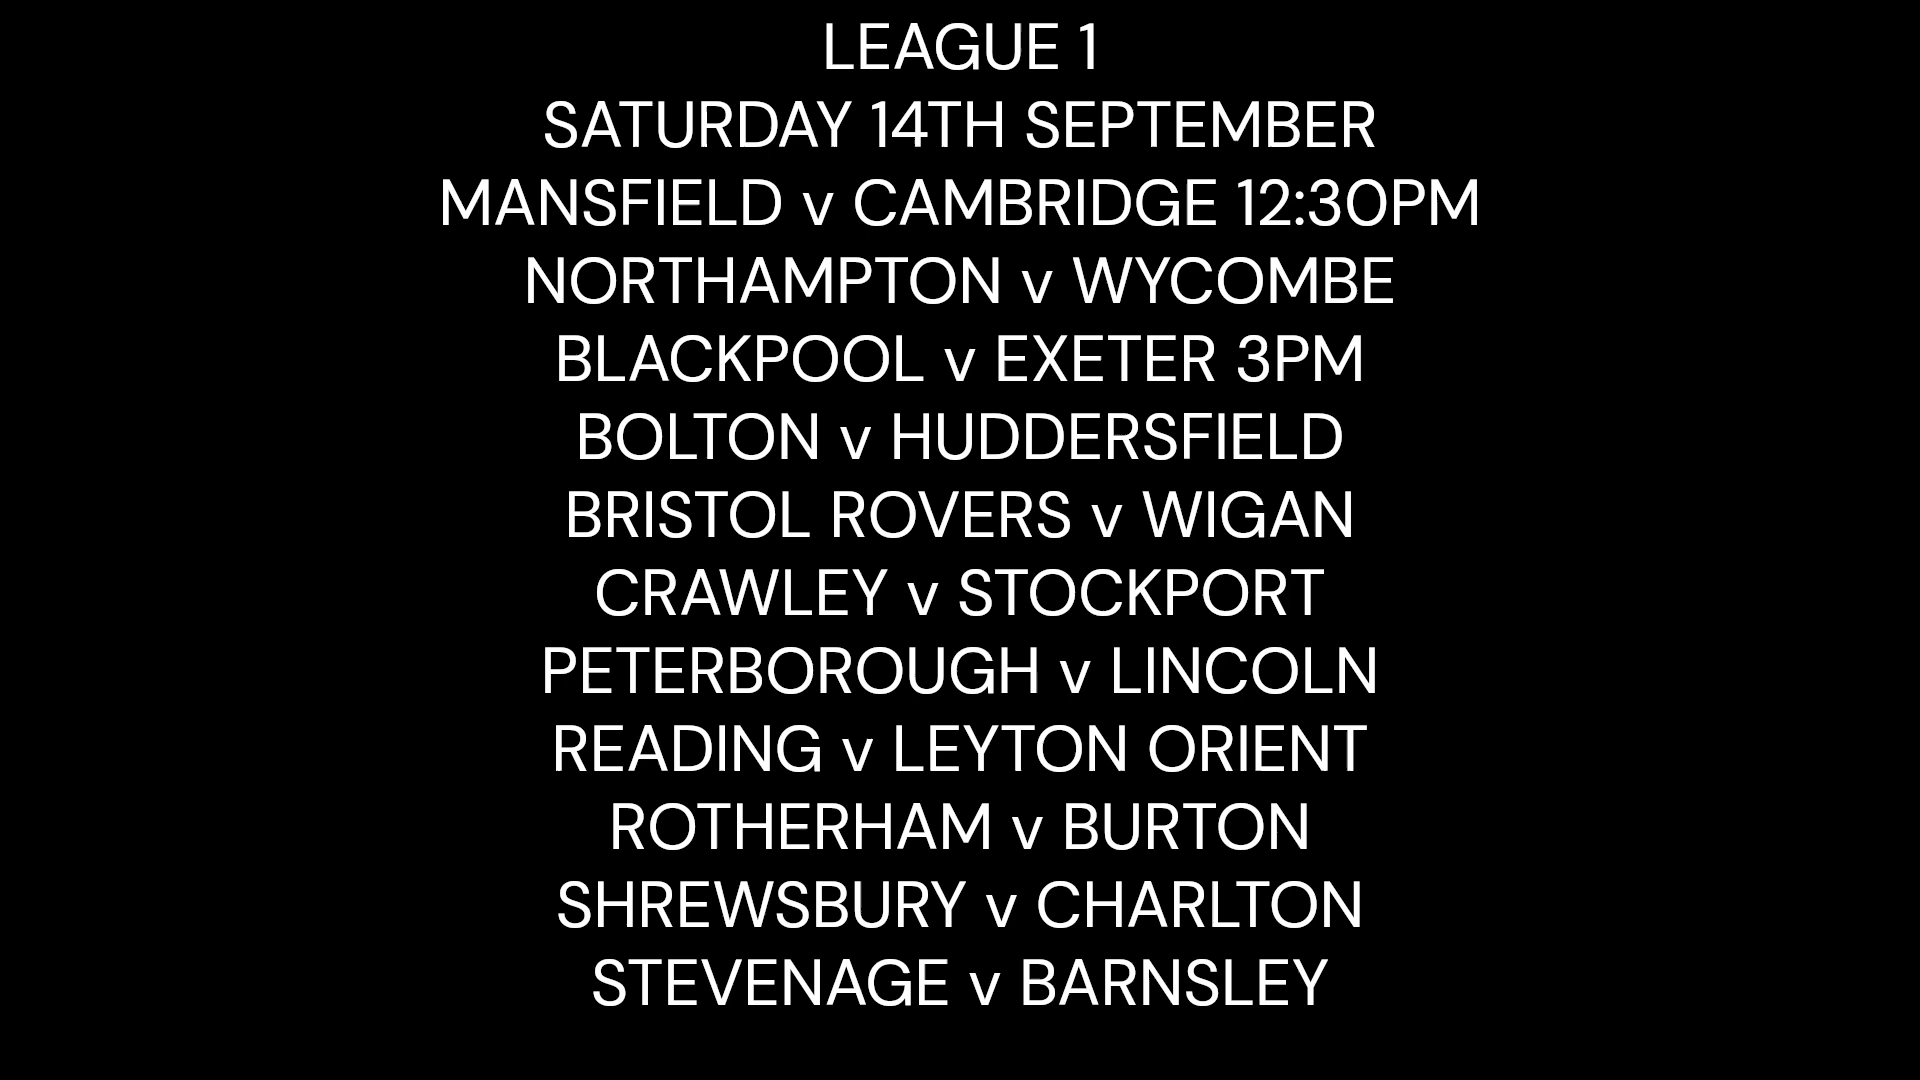 LEAGUE 1
SATURDAY 14TH SEPTEMBER
MANSFIELD v CAMBRIDGE 12:30PM
NORTHAMPTON v WYCOMBE
BLACKPOOL v EXETER 3PM
BOLTON v HUDDERSFIELD
BRISTOL ROVERS v WIGAN
CRAWLEY v STOCKPORT
PETERBOROUGH v LINCOLN
READING v LEYTON ORIENT
ROTHERHAM v BURTON
SHREWSBURY v CHARLTON
STEVENAGE v BARNSLEY